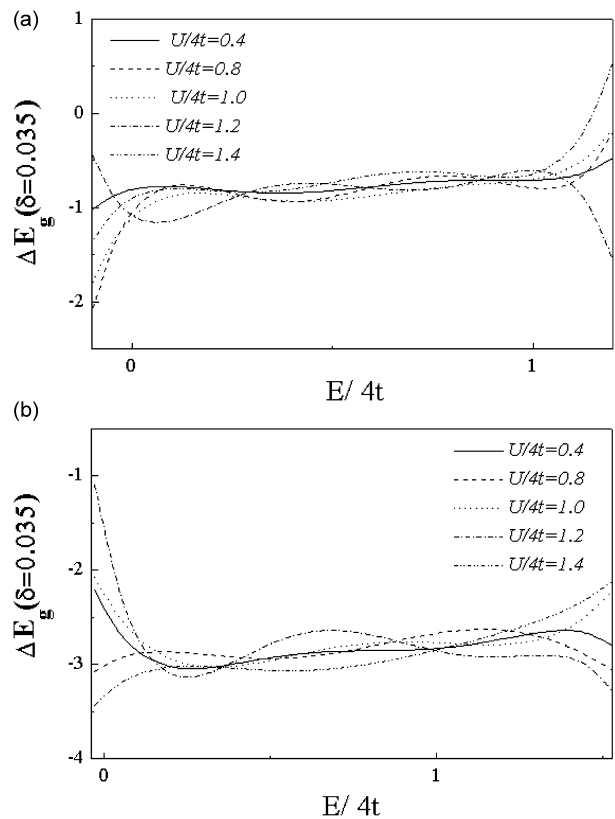 (a)
1
0
-1
-2
U/4t=0.4
U/4t=0.8
U/4t=1.0
U/4t=1.2
U/4t=1.4
Δ E g (δ=0.035)
0
1
E/ 4t
(b)
-1
-2
-3
-4
U/4t=0.4
U/4t=0.8
U/4t=1.0
U/4t=1.2
U/4t=1.4
Δ E g (δ=0.035)
0
1
E/ 4t